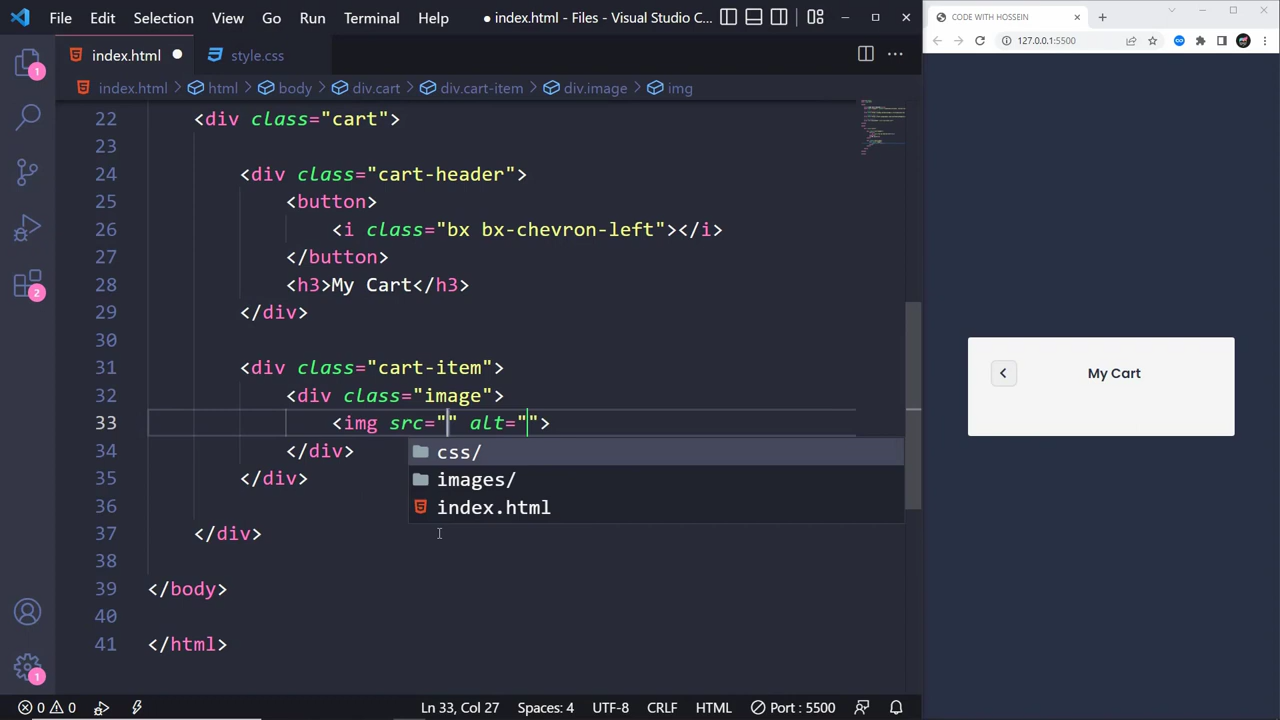 File Edit Selection View Go Run Terminal Help ● index.html - Files - Visual Studio C...
index.html ● style.css
index.html > html > body > div.cart > div.cart-item > div.image > img
22 <div class="cart">
23
24 <div class="cart-header">
25 <button>
26 <i class="bx bx-chevron-left"></i>
27 </button>
28 <h3>My Cart</h3>
29 </div>
30
31 <div class="cart-item">
32 <div class="image">
33 <img src="" alt="">
34 </div>
css/
35 </div>
images/
36
index.html
37 </div>
38
39 </body>
40
41 </html>
1
2
1
0 0 Ln 33, Col 27 Spaces: 4 UTF-8 CRLF HTML Port : 5500
CODE WITH HOSSEIN
127.0.0.1:5500
My Cart